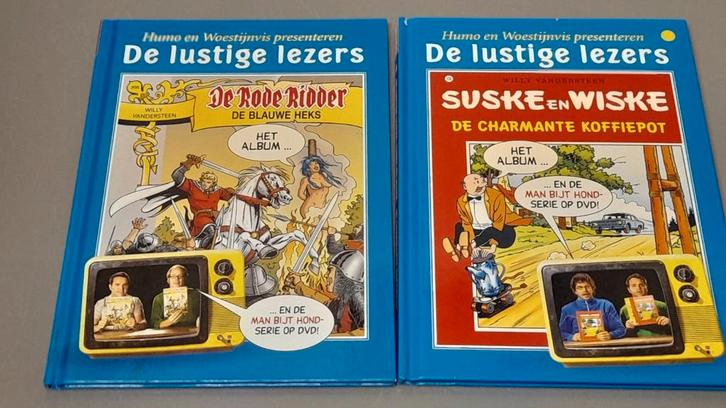 Humo en Woestijnvis presenteren
De lustige lezers
WILLY
VANDERSTEEN
De Rode Ridder
DE BLAUWE HEKS
HET
ALBUM ...
... EN DE
MAN BIJT HOND-
SERIE OP DVD!
Humo en Woestijnvis presenteren
De lustige lezers
WILLY VANDERSTEEN
SUSKE EN WISKE
DE CHARMANTE KOFFIEPOT
HET
ALBUM ...
... EN DE
MAN BIJT HOND-
SERIE OP DVD!